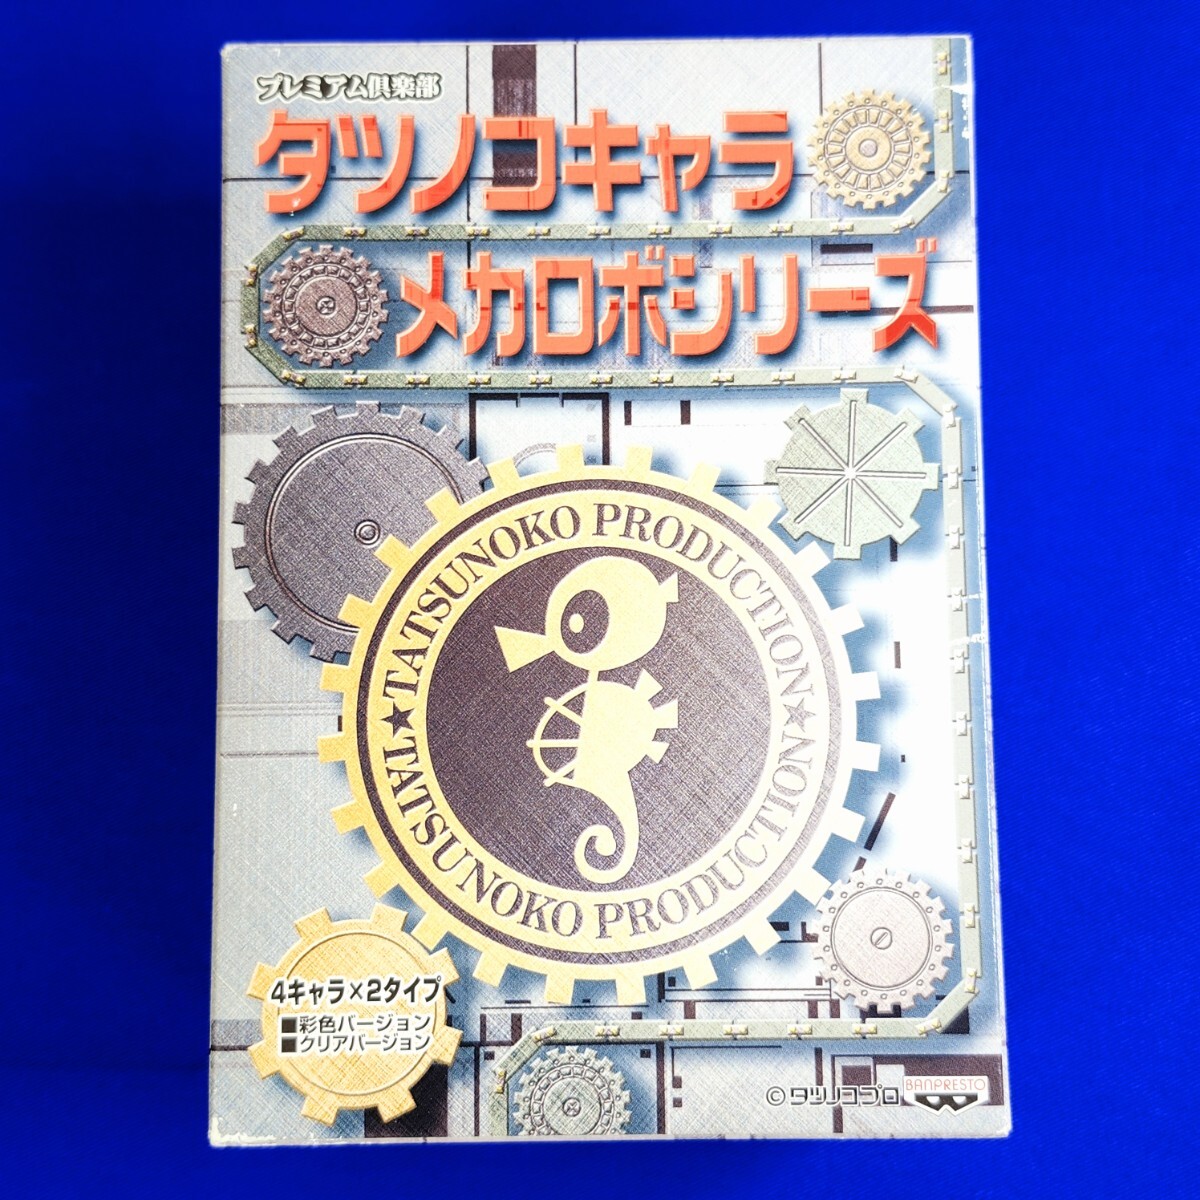 プレミアム倶楽部
タツノコキャラ
メカロボシリーズ
★TATSUNOKO PRODUCTION★
TATSUNOKO PRODUCTION
4キャラ×2タイプ
■彩色バージョン
■クリアバージョン
©タツノコプロ
BANPRESTO